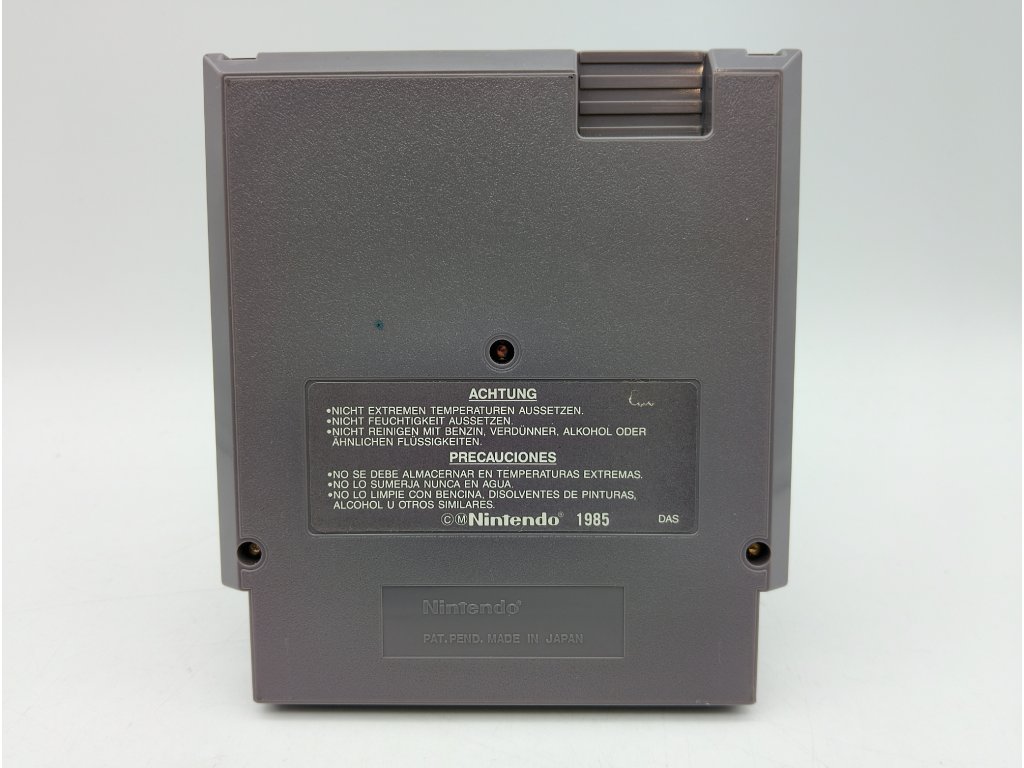 ACHTUNG
•NICHT EXTREMEN TEMPERATUREN AUSSETZEN.
•NICHT FEUCHTIGKEIT AUSSETZEN.
•NICHT REINIGEN MIT BENZIN, VERDÜNNER, ALKOHOL ODER
ÄHNLICHEN FLÜSSIGKEITEN.
PRECAUCIONES
•NO SE DEBE ALMACERNAR EN TEMPERATURAS EXTREMAS.
•NO LO SUMERJA NUNCA EN AGUA.
•NO LO LIMPIE CON BENCINA, DISOLVENTES DE PINTURAS,
ALCOHOL U OTROS SIMILARES.
©Ⓜ Nintendo® 1985 DAS
Nintendo®
PAT. PEND. MADE IN JAPAN